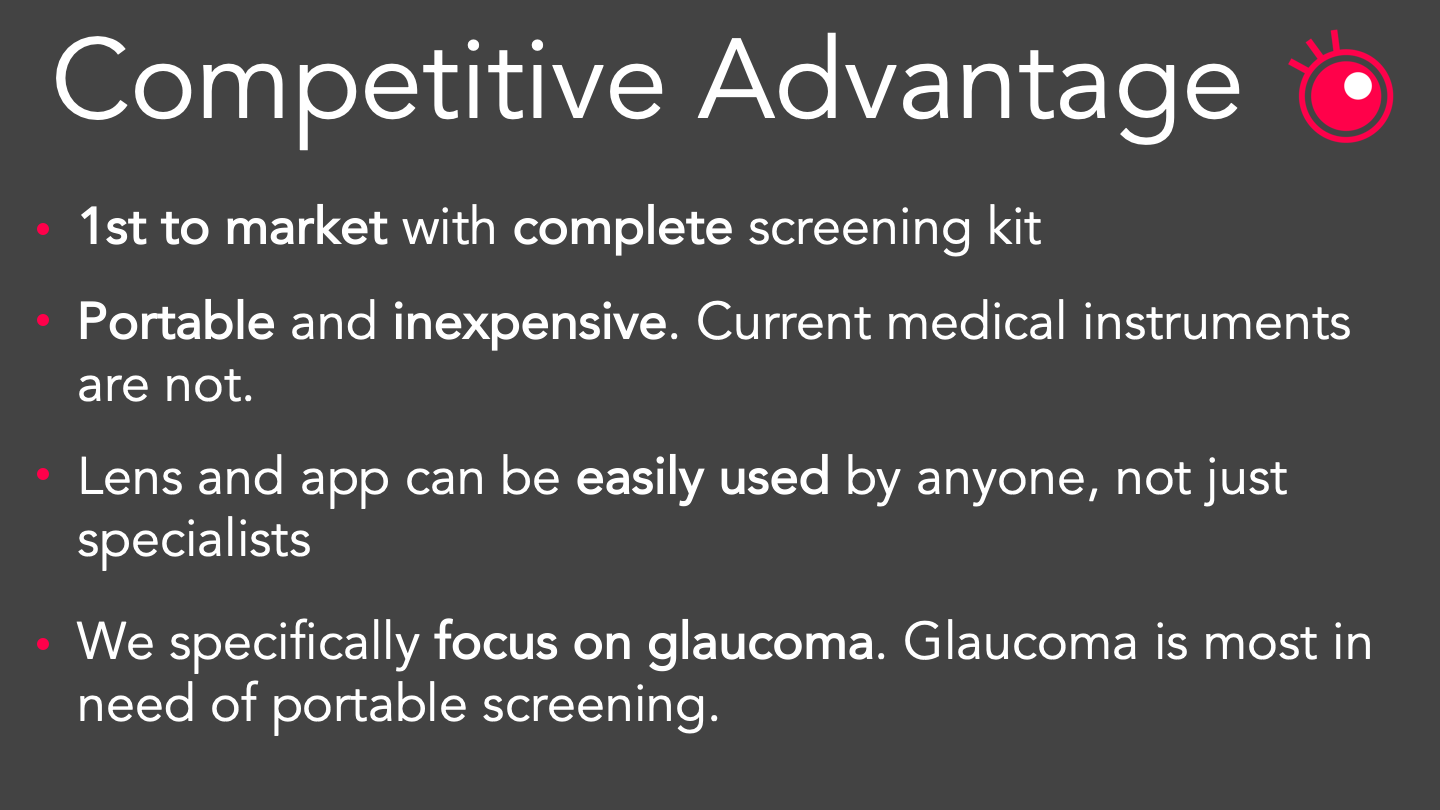 Competitive Advantage
• 1st to market with complete screening kit
• Portable and inexpensive. Current medical instruments
are not.
• Lens and app can be easily used by anyone, not just
specialists
• We specifically focus on glaucoma. Glaucoma is most in
need of portable screening.